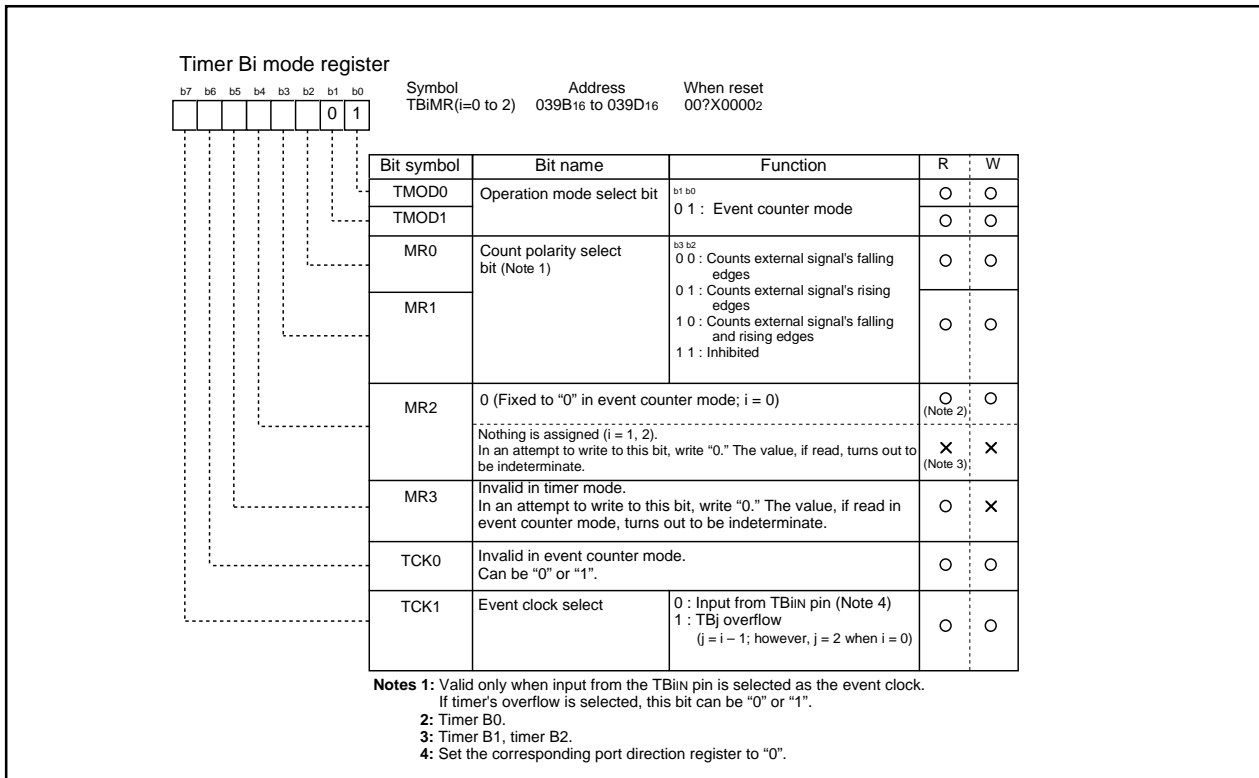 Timer Bi mode register
Symbol Address When reset
TBiMR(i=0 to 2) 039B16 to 039D16 00?X00002
b7 b6 b5 b4 b3 b2 b1 b0
0 1
Bit symbol Bit name Function R W
TMOD0
TMOD1
Operation mode select bit
b1 b0
0 1 : Event counter mode
MR0
MR1
Count polarity select
bit (Note 1)
b3 b2
0 0 : Counts external signal's falling
edges
0 1 : Counts external signal's rising
edges
1 0 : Counts external signal's falling
and rising edges
1 1 : Inhibited
MR2
0 (Fixed to “0” in event counter mode; i = 0)
(Note 2)
Nothing is assigned (i = 1, 2).
In an attempt to write to this bit, write “0.” The value, if read, turns out to
be indeterminate.
(Note 3)
MR3
Invalid in timer mode.
In an attempt to write to this bit, write “0.” The value, if read in
event counter mode, turns out to be indeterminate.
TCK0
Invalid in event counter mode.
Can be “0” or “1”.
TCK1
Event clock select
0 : Input from TBiIN pin (Note 4)
1 : TBj overflow
(j = i – 1; however, j = 2 when i = 0)
Notes 1: Valid only when input from the TBiIN pin is selected as the event clock.
If timer's overflow is selected, this bit can be “0” or “1”.
2: Timer B0.
3: Timer B1, timer B2.
4: Set the corresponding port direction register to “0”.